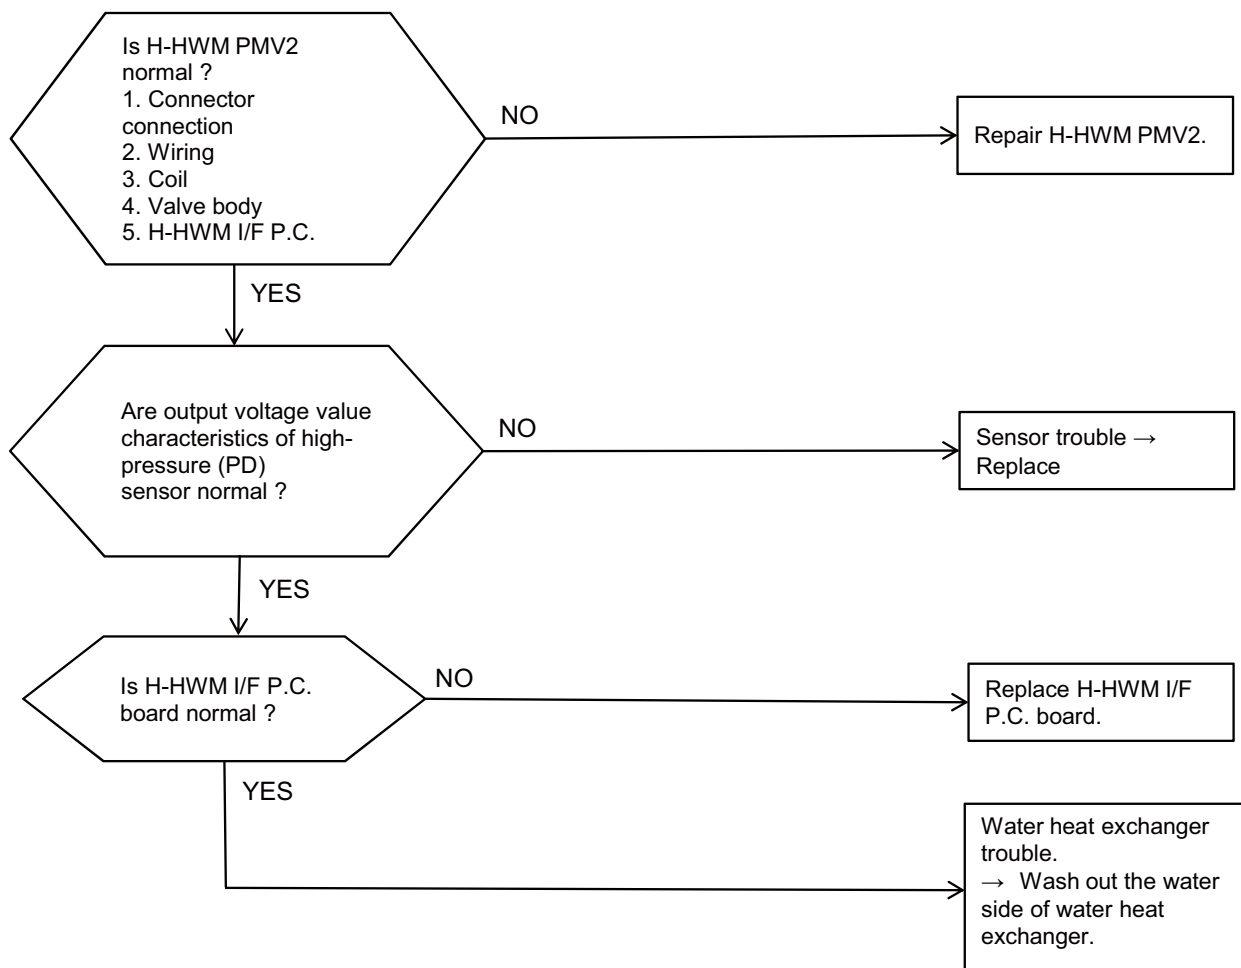 Is H-HWM PMV2
normal ?
1. Connector
connection
2. Wiring
3. Coil
4. Valve body
5. H-HWM I/F P.C.
NO
Repair H-HWM PMV2.
YES
Are output voltage value
characteristics of high-
pressure (PD)
sensor normal ?
NO
Sensor trouble →
Replace
YES
Is H-HWM I/F P.C.
board normal ?
NO
Replace H-HWM I/F
P.C. board.
YES
Water heat exchanger
trouble.
→ Wash out the water
side of water heat
exchanger.